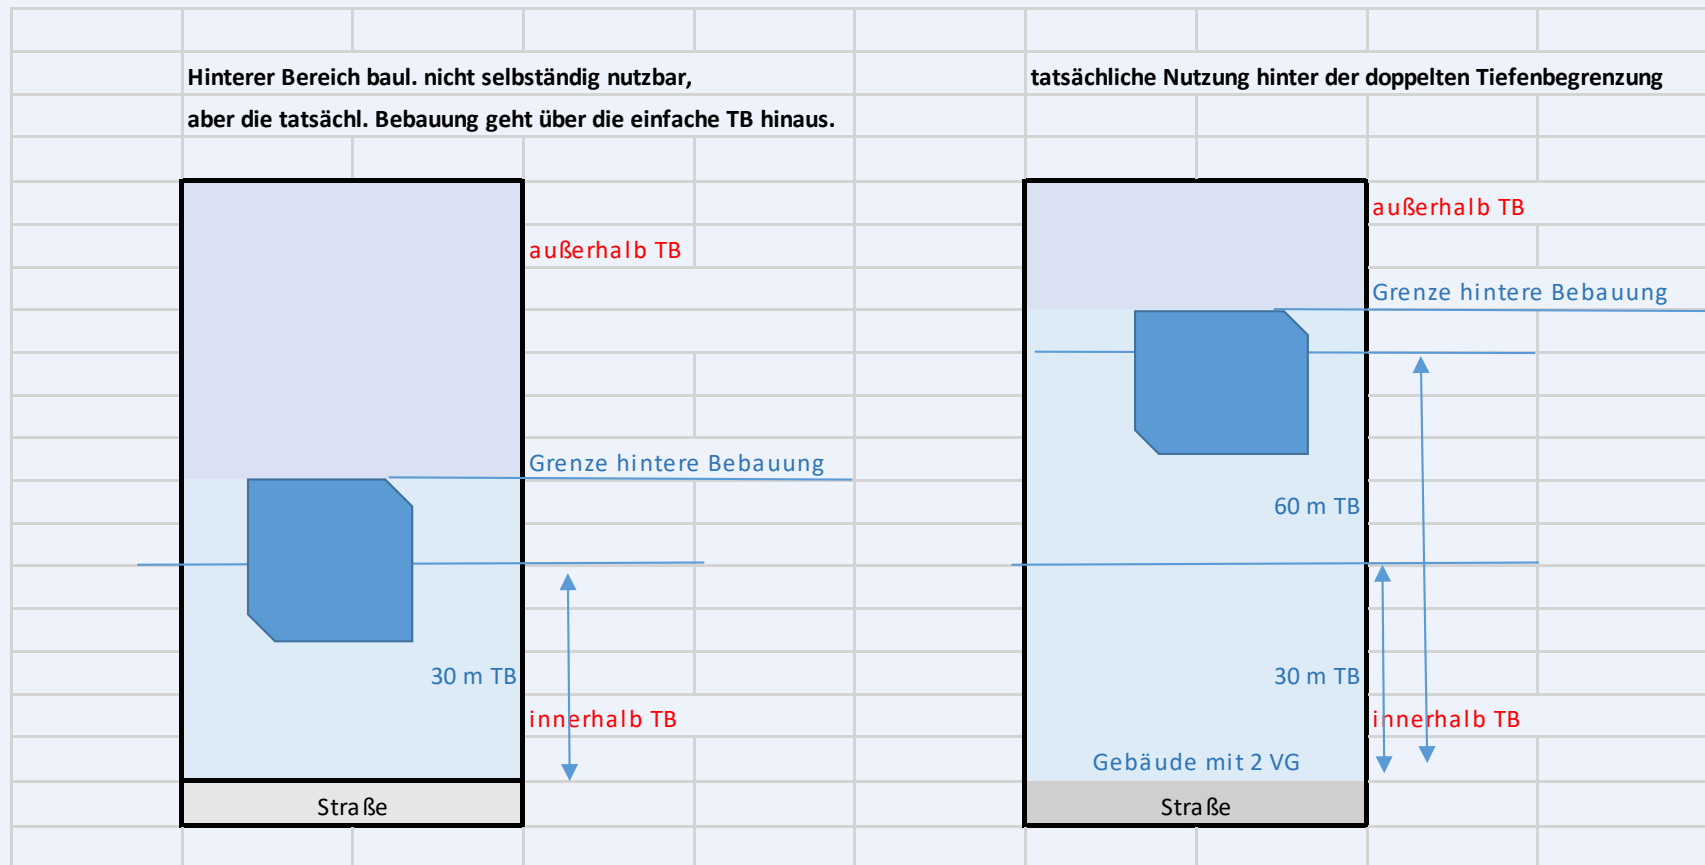 Hinterer Bereich baul. nicht selbständig nutzbar,
aber die tatsächl. Bebauung geht über die einfache TB hinaus.
außerhalb TB
Grenze hintere Bebauung
30 m TB
innerhalb TB
Straße
tatsächliche Nutzung hinter der doppelten Tiefenbegrenzung
außerhalb TB
Grenze hintere Bebauung
60 m TB
30 m TB
innerhalb TB
Gebäude mit 2 VG
Straße